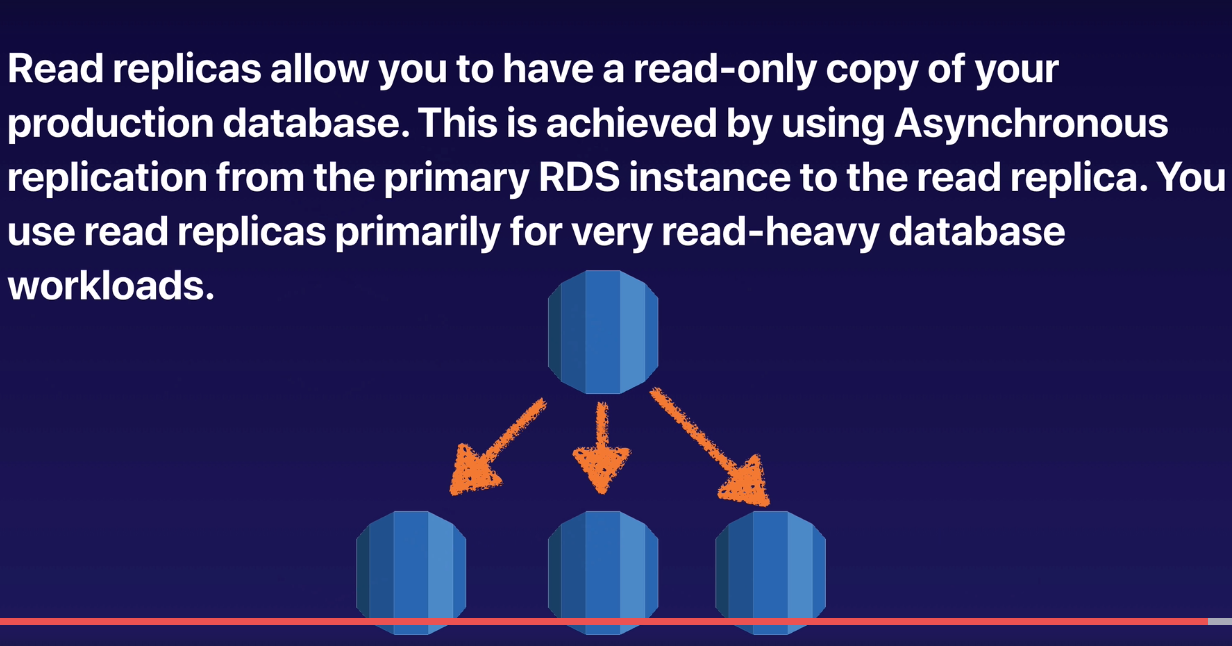 Read replicas allow you to have a read-only copy of your
production database. This is achieved by using Asynchronous
replication from the primary RDS instance to the read replica. You
use read replicas primarily for very read-heavy database
workloads.